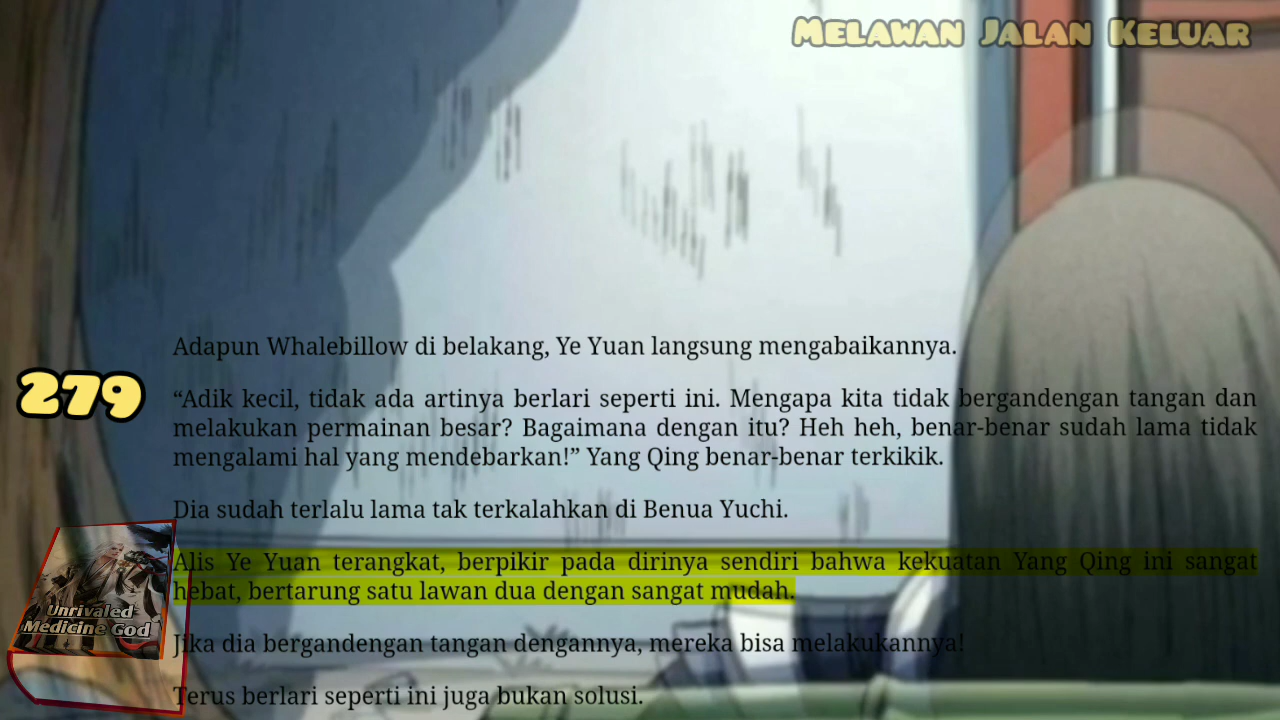 Melawan Jalan Keluar
Adapun Whalebillow di belakang, Ye Yuan langsung mengabaikannya.
279
“Adik kecil, tidak ada artinya berlari seperti ini. Mengapa kita tidak bergandengan tangan dan
melakukan permainan besar? Bagaimana dengan itu? Heh heh, benar-benar sudah lama tidak
mengalami hal yang mendebarkan!” Yang Qing benar-benar terkikik.
Dia sudah terlalu lama tak terkalahkan di Benua Yuchi.
Alis Ye Yuan terangkat, berpikir pada dirinya sendiri bahwa kekuatan Yang Qing ini sangat
hebat, bertarung satu lawan dua dengan sangat mudah.
Unrivaled
Medicine God
Jika dia bergandengan tangan dengannya, mereka bisa melakukannya!
Terus berlari seperti ini juga bukan solusi.